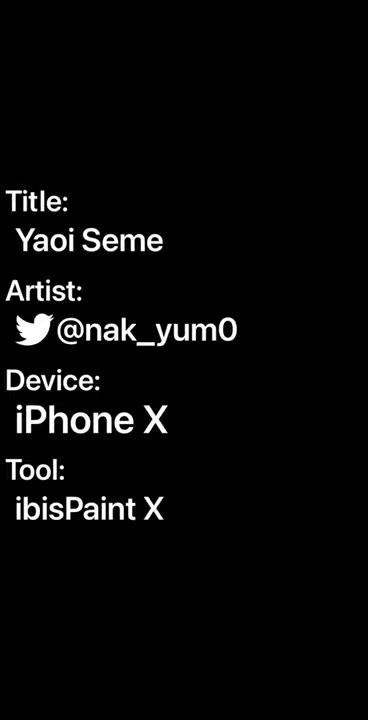 Title:
Yaoi Seme
Artist:
@nak_yum0
Device:
iPhone X
Tool:
ibisPaint X